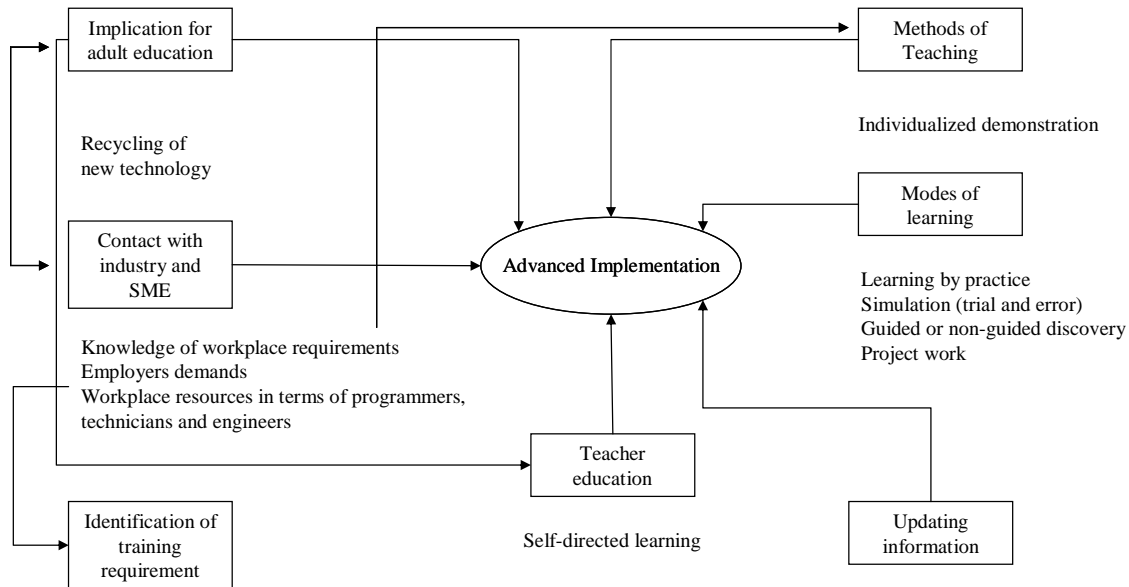 Implication for
adult education
Methods of
Teaching
Individualized demonstration
Recycling of
new technology
Modes of
learning
Contact with
industry and
SME
Advanced Implementation
Learning by practice
Simulation (trial and error)
Guided or non-guided discovery
Project work
Knowledge of workplace requirements
Employers demands
Workplace resources in terms of programmers,
technicians and engineers
Teacher
education
Self-directed learning
Identification of
training
requirement
Updating
information